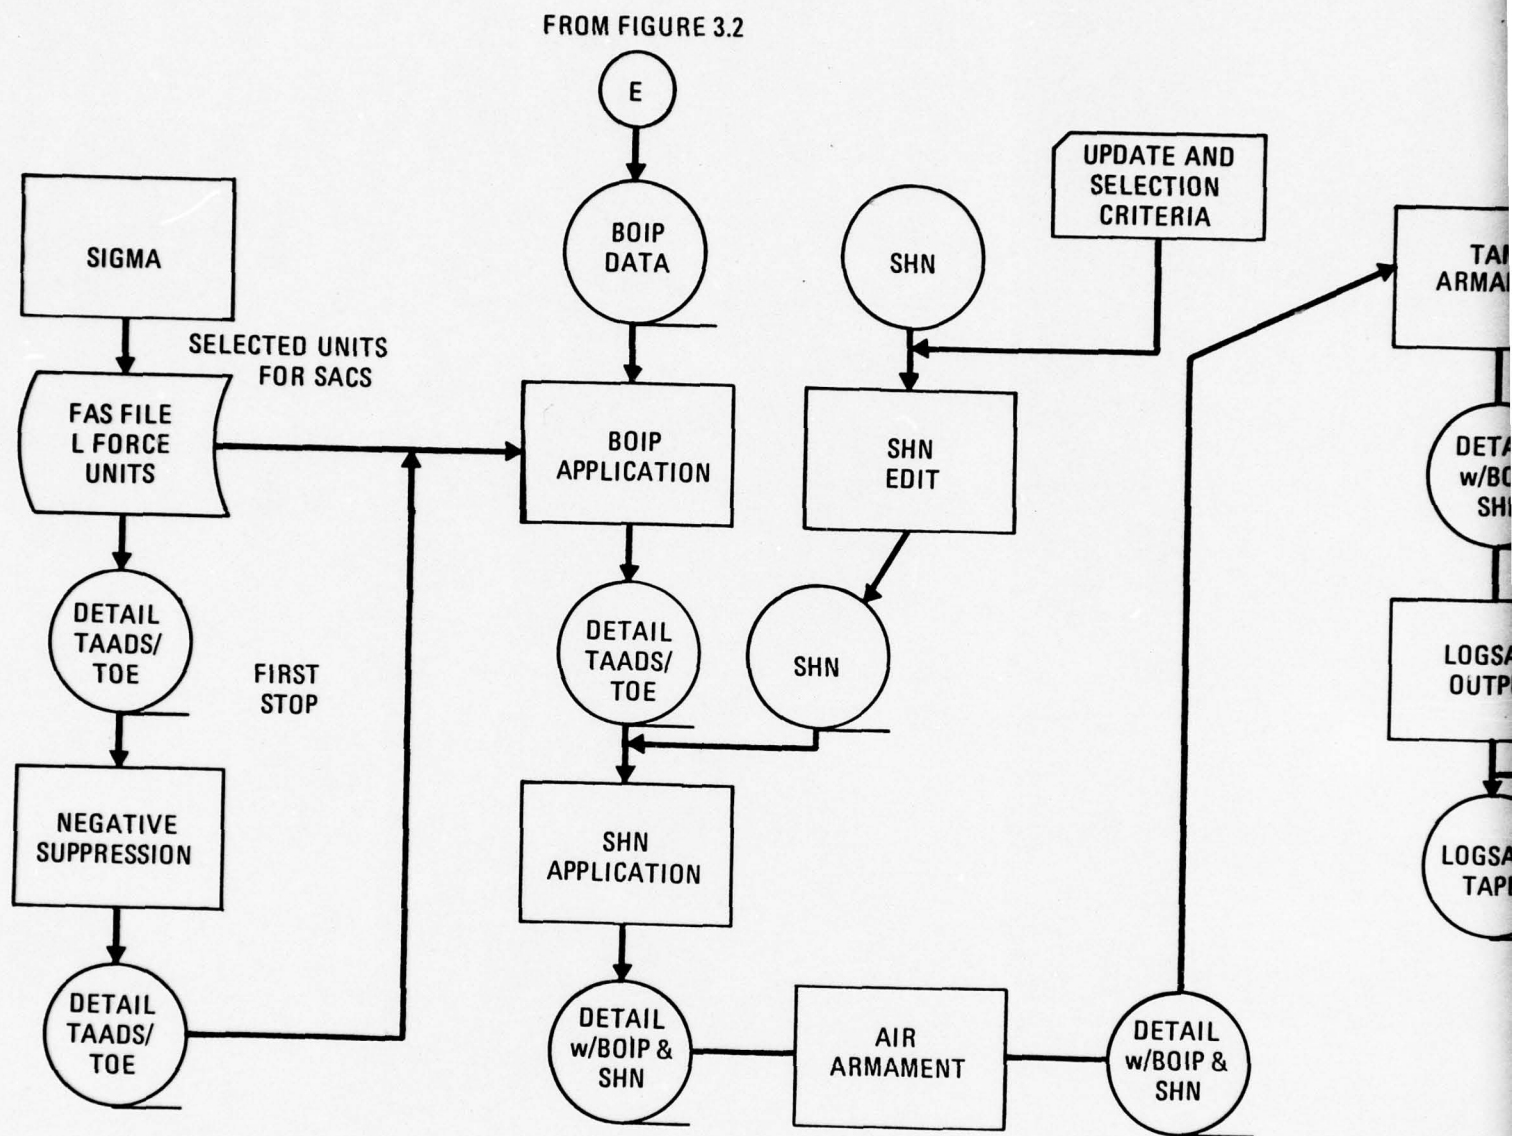 FROM FIGURE 3.2
E
UPDATE AND
SELECTION
CRITERIA
SIGMA
BOIP
DATA
SHN
SELECTED UNITS
FOR SACS
FAS FILE
L FORCE
UNITS
BOIP
APPLICATION
SHN
EDIT
DETAIL
TAADS/
TOE
FIRST
STOP
DETAIL
TAADS/
TOE
SHN
NEGATIVE
SUPPRESSION
SHN
APPLICATION
DETAIL
TAADS/
TOE
DETAIL
w/BOIP &
SHN
AIR
ARMAMENT
DETAIL
w/BOIP &
SHN